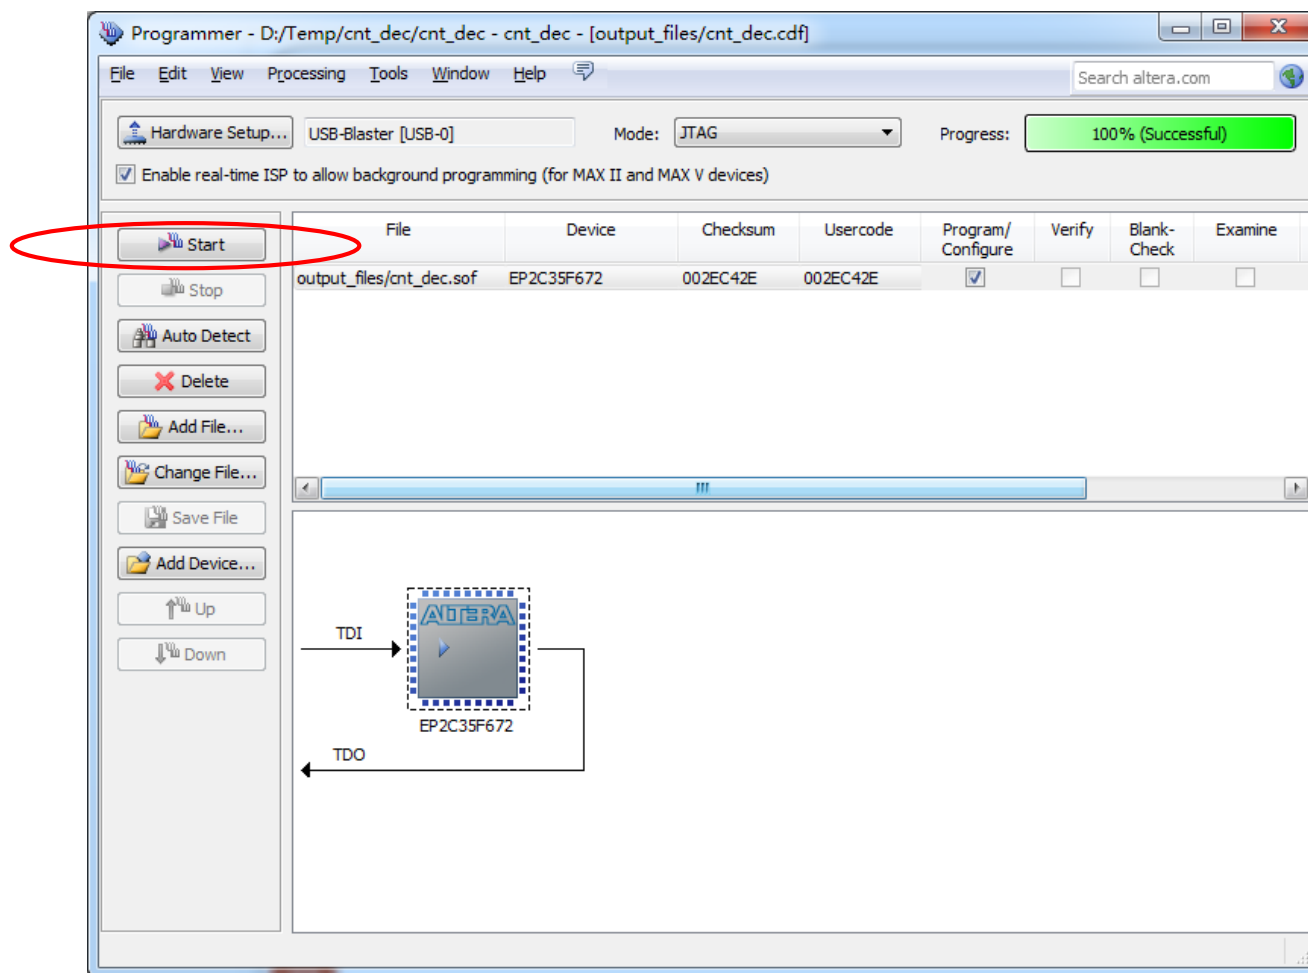 Programmer - D:/Temp/cnt_dec/cnt_dec - cnt_dec - [output_files/cnt_dec.cdf]
File Edit View Processing Tools Window Help Search altera.com
Hardware Setup... USB-Blaster [USB-0] Mode: JTAG Progress: 100% (Successful)
Enable real-time ISP to allow background programming (for MAX II and MAX V devices)
Start
Stop
Auto Detect
Delete
Add File...
Change File...
Save File
Add Device...
Up
Down
File Device Checksum Usercode Program/ Verify Blank- Examine
Configure Check
output_files/cnt_dec.sof EP2C35F672 002EC42E 002EC42E
ALTERA
TDI
EP2C35F672
TDO